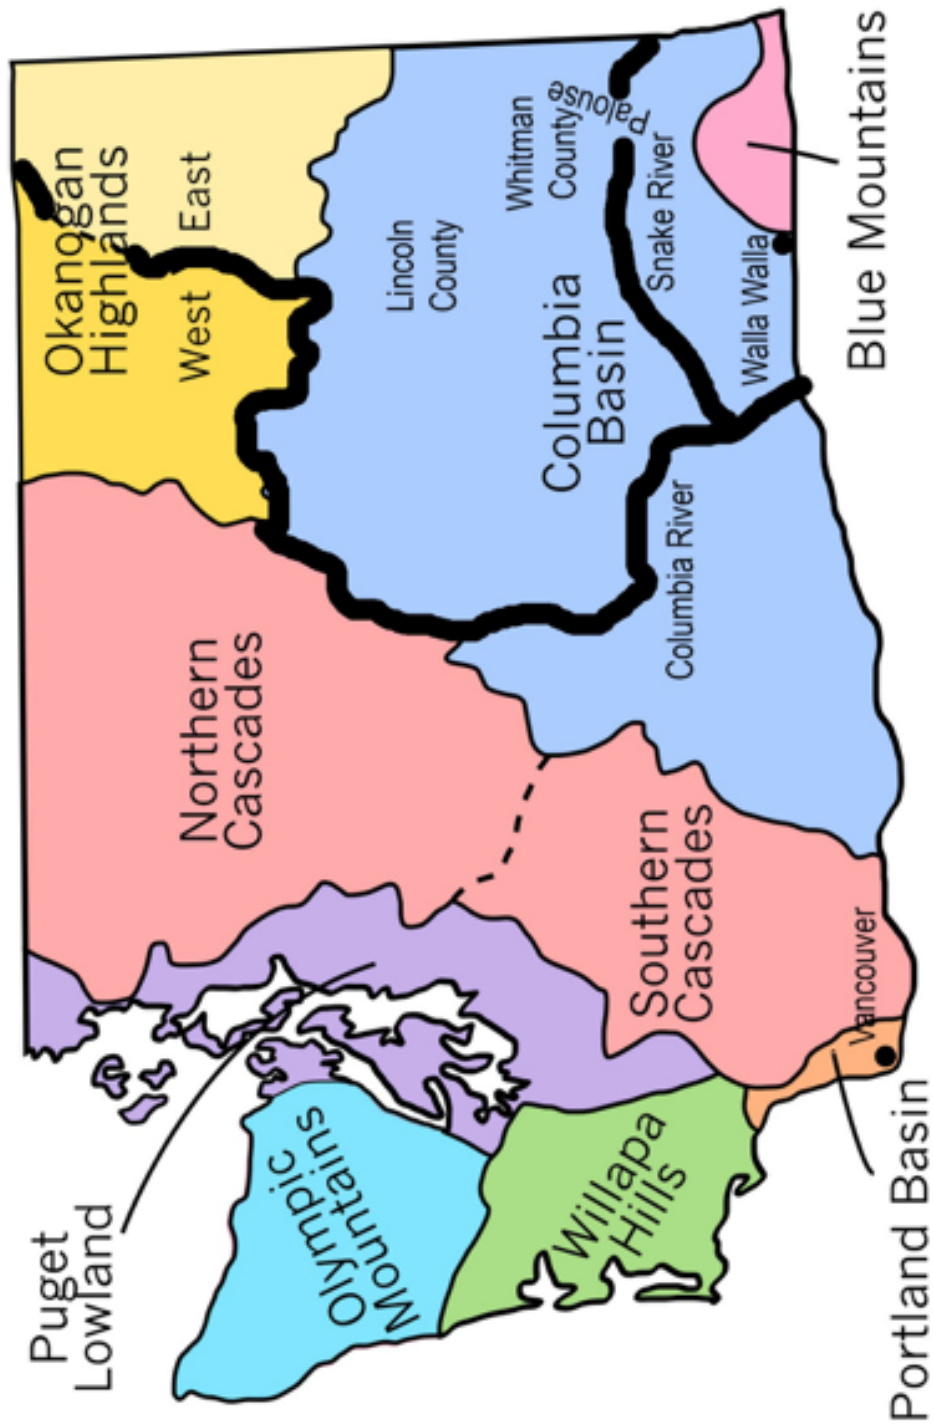 Puget
Lowland
Olympic
Mountains
Willapa
Hills
Portland Basin
Vancouver
Northern
Cascades
Southern
Cascades
Okanogan
Highlands
West
East
Columbia
Basin
Columbia River
Lincoln
County
Whitman
County
Palouse
Snake River
Walla Walla
Blue Mountains